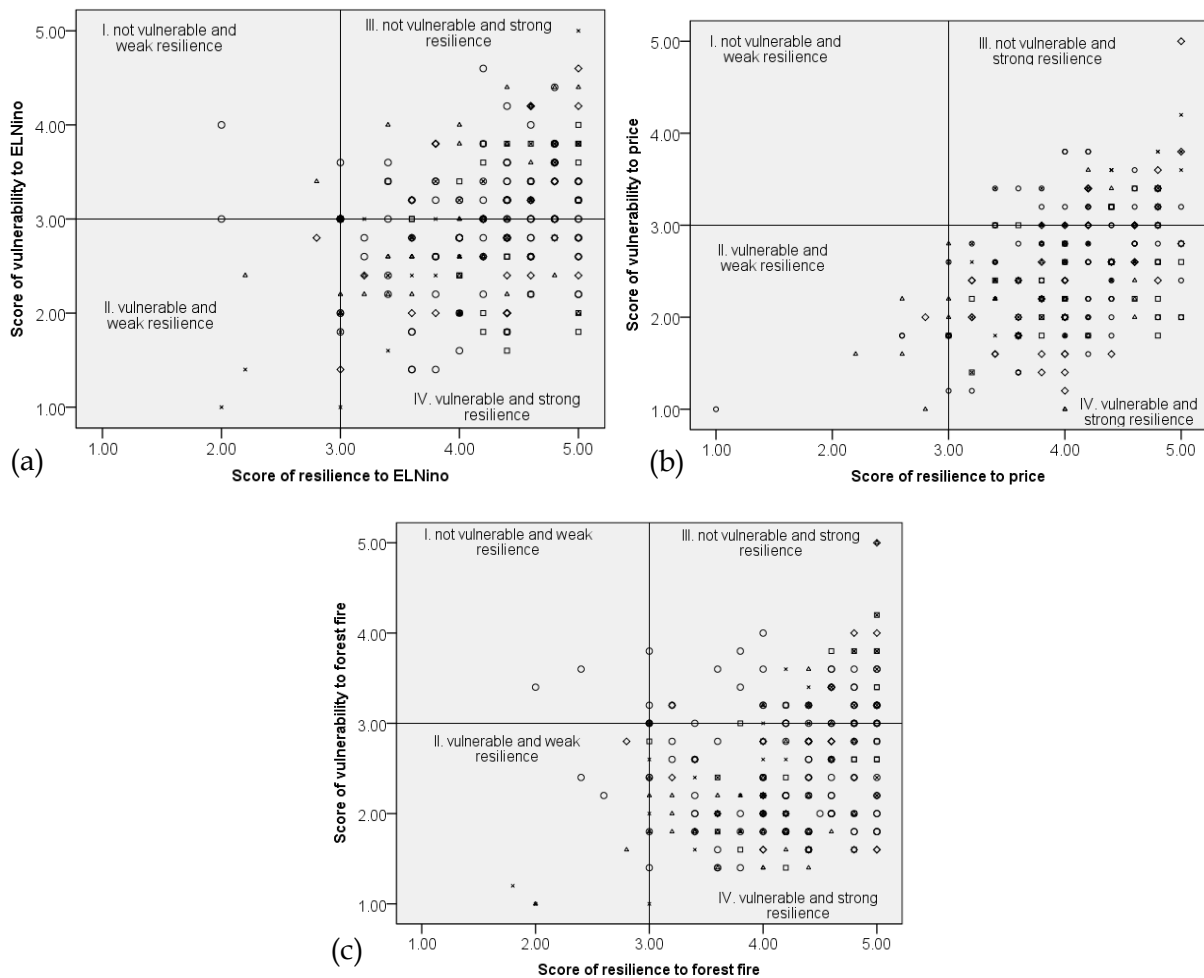 5.00
4.00
3.00
2.00
1.00
Score of vulnerability to ELNino
I. not vulnerable and
weak resilience
III. not vulnerable and strong
resilience
II. vulnerable and
weak resilience
IV. vulnerable and strong
resilience
1.00 2.00 3.00 4.00 5.00
Score of resilience to ELNino
(a)
5.00
4.00
3.00
2.00
1.00
Score of vulnerability to price
I. not vulnerable and
weak resilience
III. not vulnerable and
strong resilience
II. vulnerable and
weak resilience
IV. vulnerable and
strong resilience
1.00 2.00 3.00 4.00 5.00
Score of resilience to price
(b)
5.00
4.00
3.00
2.00
1.00
Score of vulnerability to forest fire
I. not vulnerable and weak
resilience
III. not vulnerable and strong
resilience
II. vulnerable and weak
resilience
IV. vulnerable and strong
resilience
1.00 2.00 3.00 4.00 5.00
Score of resilience to forest fire
(c)